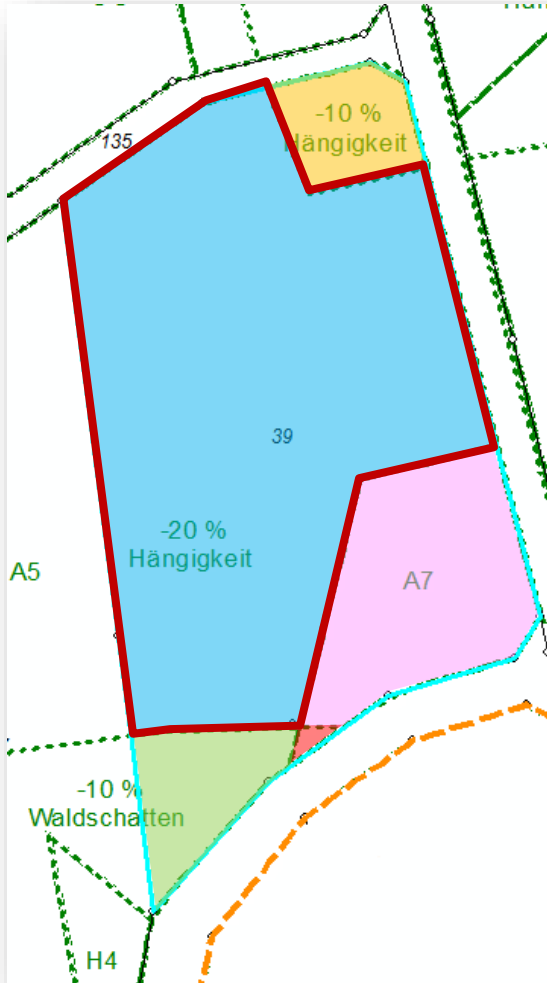 -10 %
Hängigkeit
135
39
-20 %
Hängigkeit
A5
A7
-10 %
Waldschatten
H4